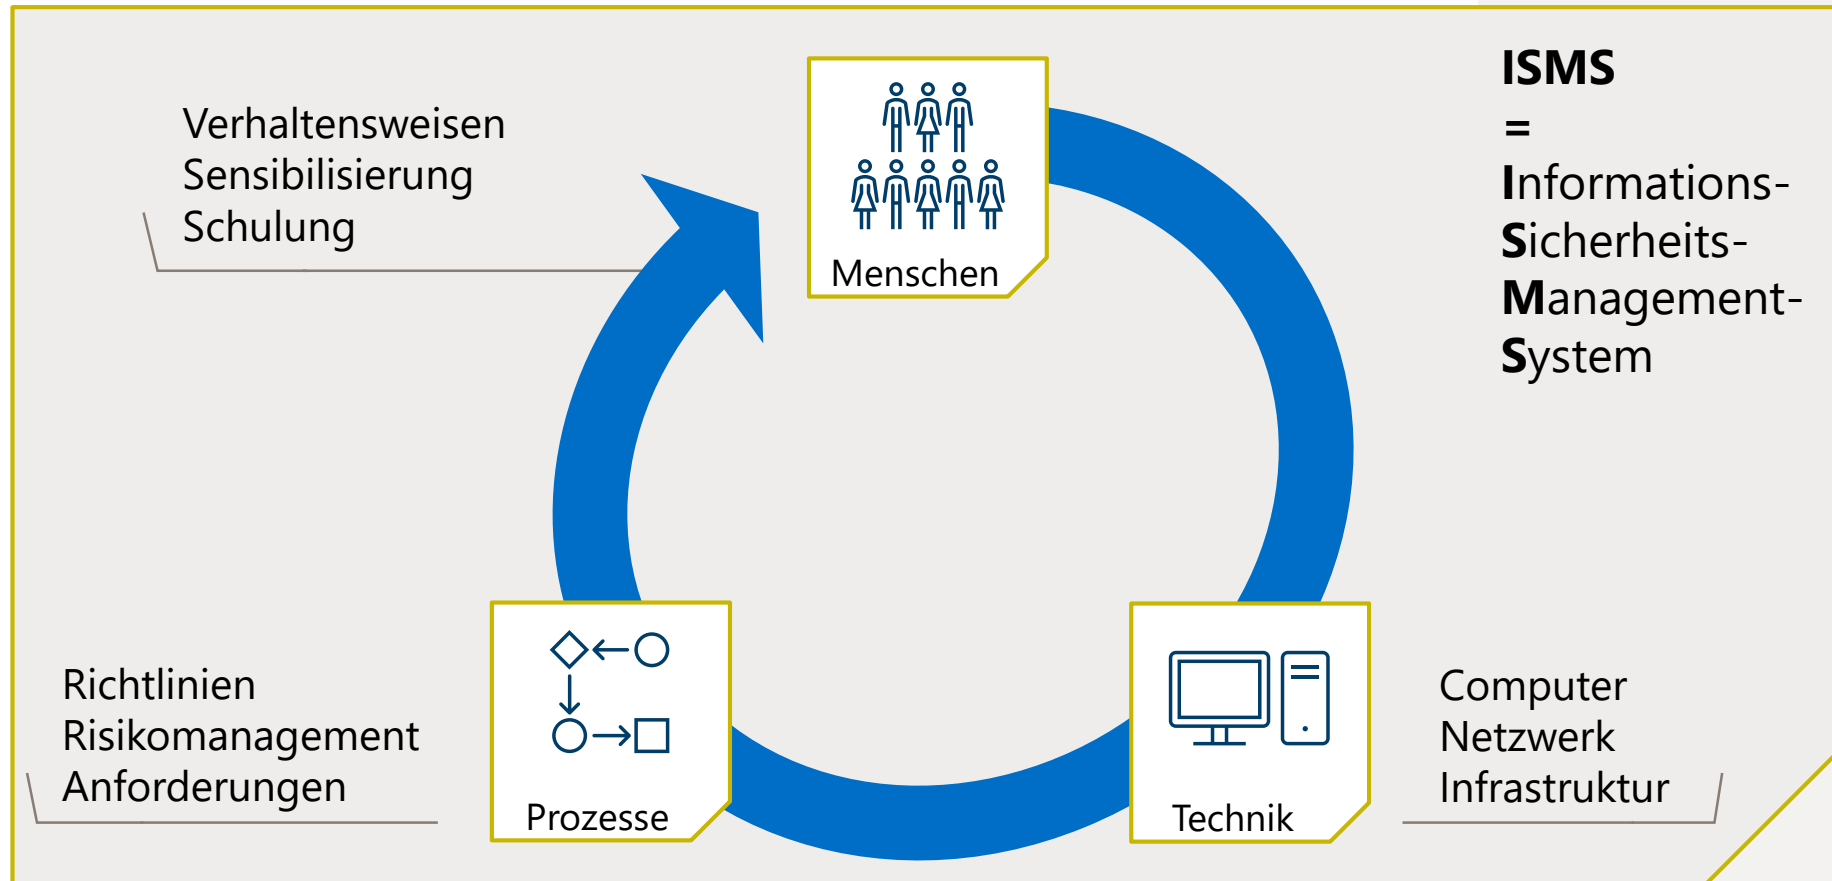 ISMS
=
Informations-
Sicherheits-
Management-
System
Verhaltensweisen
Sensibilisierung
Schulung
Menschen
Richtlinien
Risikomanagement
Anforderungen
Prozesse
Technik
Computer
Netzwerk
Infrastruktur